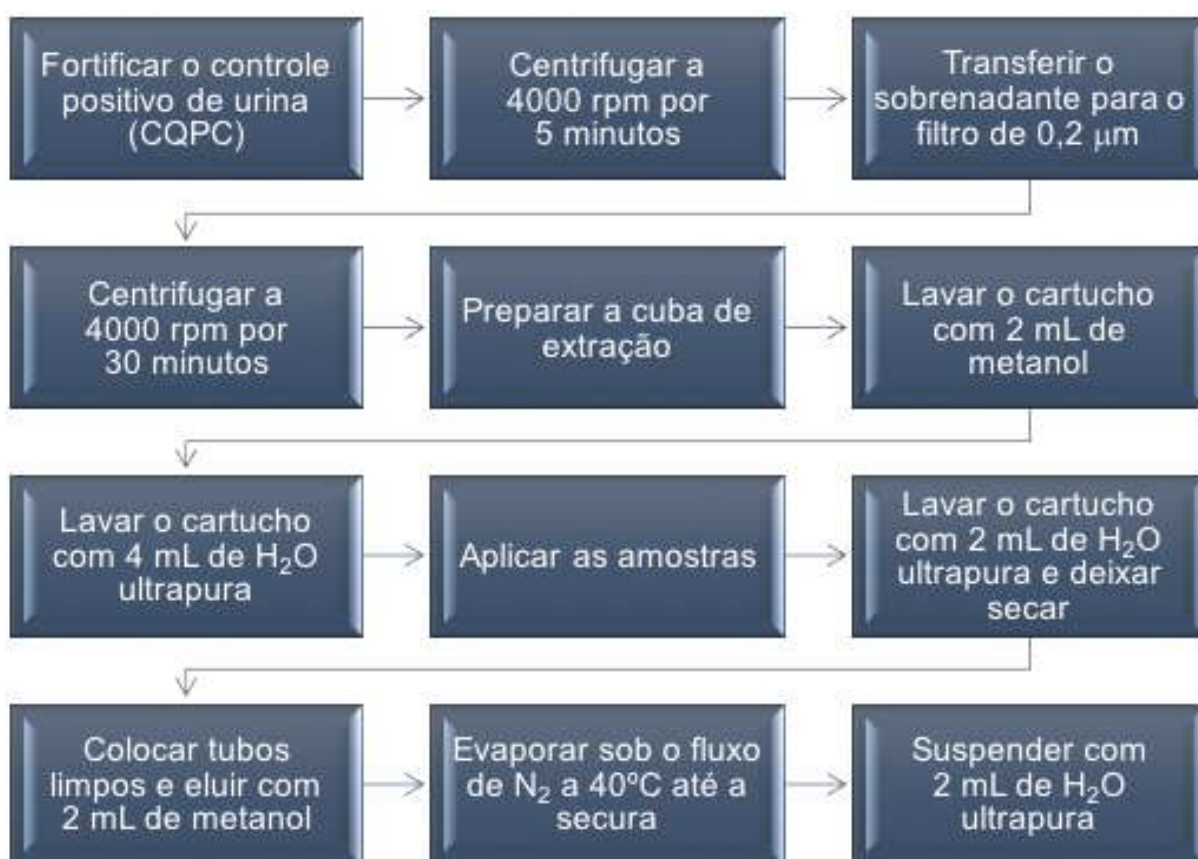 Fortificar o controle
positivo de urina
(CQPC)
Centrifugar a
4000 rpm por
5 minutos
Transferir o
sobrenadante para o
filtro de 0,2 μm
Centrifugar a
4000 rpm por
30 minutos
Preparar a cuba de
extração
Lavar o cartucho
com 2 mL de
metanol
Lavar o cartucho
com 4 mL de H₂O
ultrapura
Aplicar as amostras
Lavar o cartucho
com 2 mL de H₂O
ultrapura e deixar
secar
Colocar tubos
limpos e eluir com
2 mL de metanol
Evaporar sob o fluxo
de N₂ a 40ºC até a
secura
Suspender com
2 mL de H₂O
ultrapura